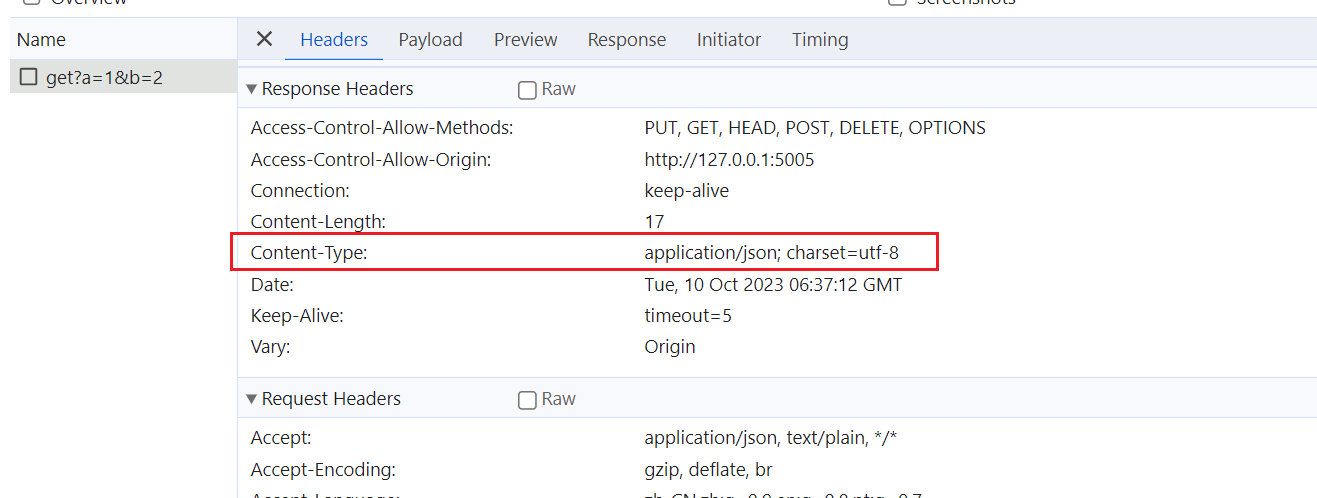 Overview Screenshots
Name Headers Payload Preview Response Initiator Timing
get?a=1&b=2
Response Headers Raw
Access-Control-Allow-Methods: PUT, GET, HEAD, POST, DELETE, OPTIONS
Access-Control-Allow-Origin: http://127.0.0.1:5005
Connection: keep-alive
Content-Length: 17
Content-Type: application/json; charset=utf-8
Date: Tue, 10 Oct 2023 06:37:12 GMT
Keep-Alive: timeout=5
Vary: Origin
Request Headers Raw
Accept: application/json, text/plain, */*
Accept-Encoding: gzip, deflate, br
Accept-Language: